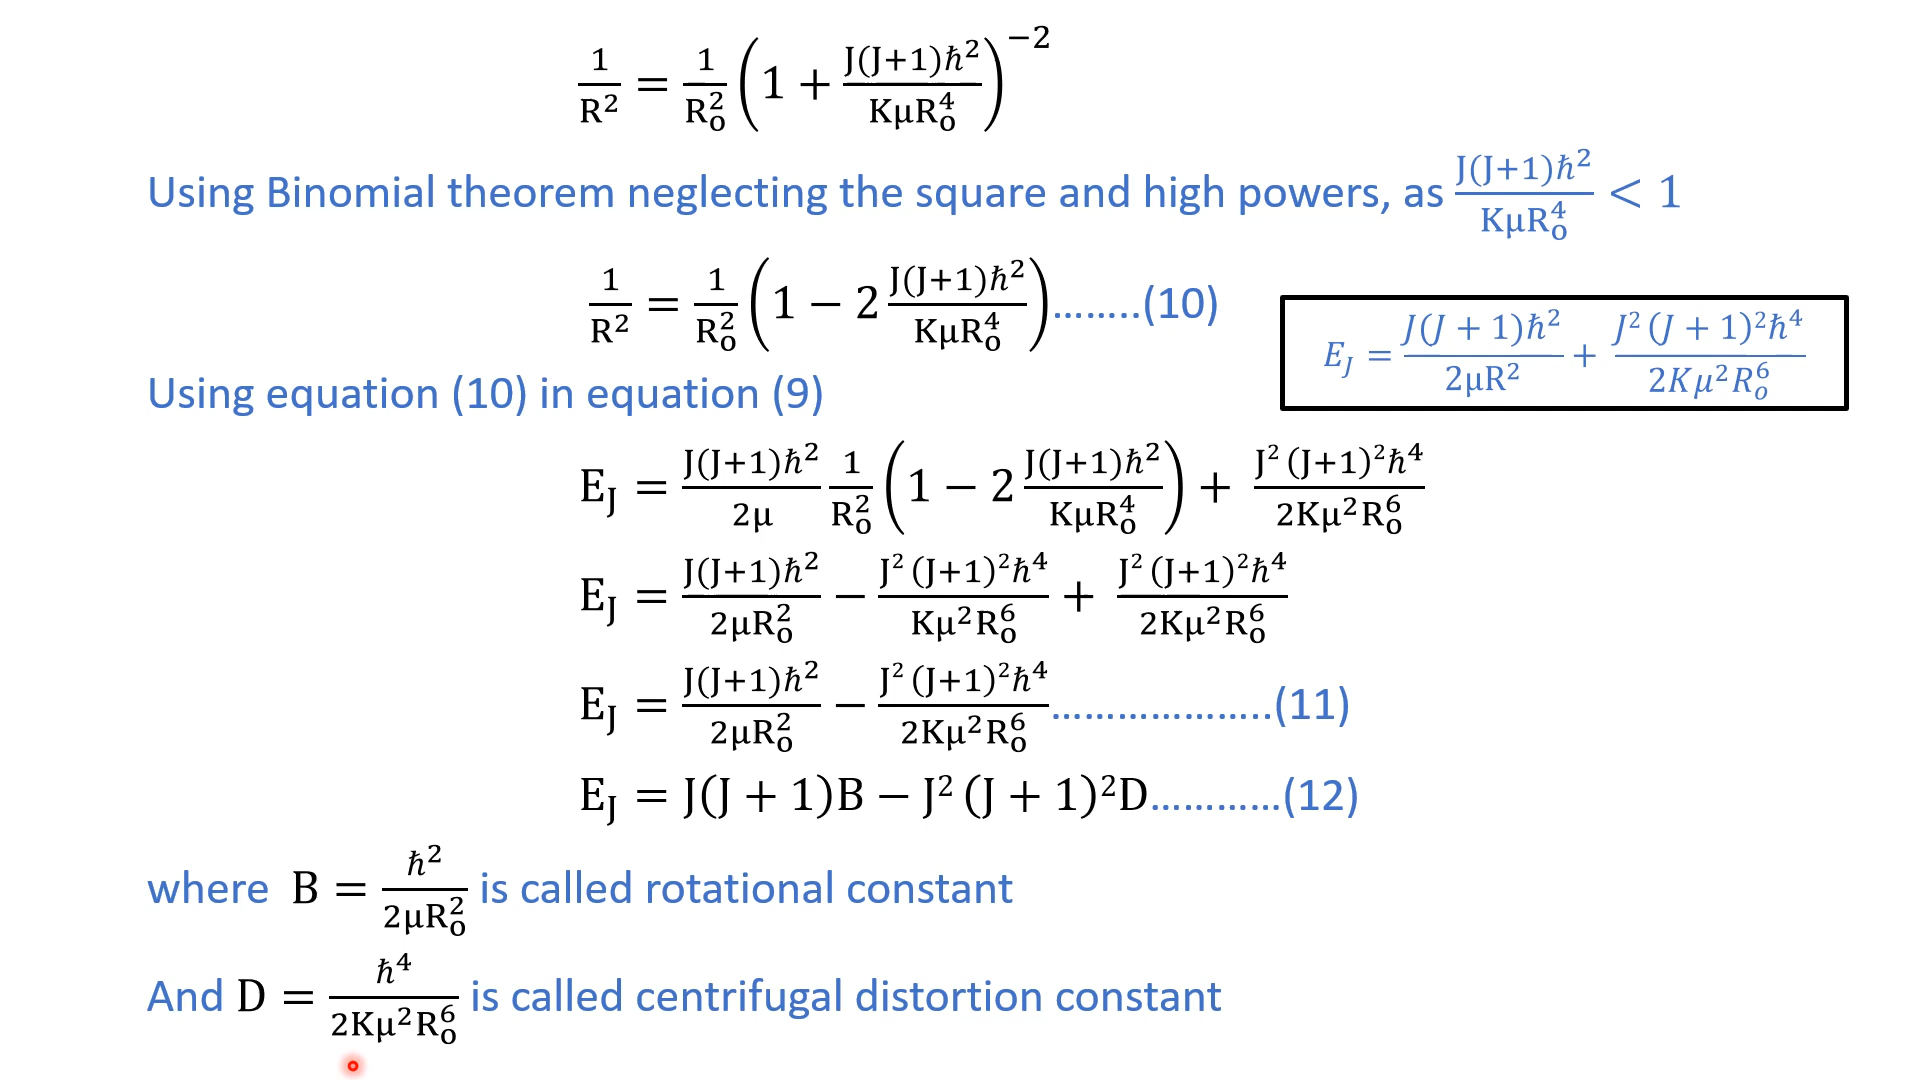 1/R² = 1/R₀² (1 + J(J+1)ℏ²/KμR₀⁴)⁻²
Using Binomial theorem neglecting the square and high powers, as J(J+1)ℏ²/KμR₀⁴ < 1
1/R² = 1/R₀² (1 − 2 J(J+1)ℏ²/KμR₀⁴)........(10)
E_J = J(J + 1)ℏ²/2μR² + J² (J + 1)²ℏ⁴/2Kμ²R₀⁶
Using equation (10) in equation (9)
E_J = J(J+1)ℏ²/2μ 1/R₀² (1 − 2 J(J+1)ℏ²/KμR₀⁴) + J² (J+1)²ℏ⁴/2Kμ²R₀⁶
E_J = J(J+1)ℏ²/2μR₀² − J² (J+1)²ℏ⁴/Kμ²R₀⁶ + J² (J+1)²ℏ⁴/2Kμ²R₀⁶
E_J = J(J+1)ℏ²/2μR₀² − J² (J+1)²ℏ⁴/2Kμ²R₀⁶....................(11)
E_J = J(J + 1)B − J² (J + 1)²D............(12)
where B = ℏ²/2μR₀² is called rotational constant
And D = ℏ⁴/2Kμ²R₀⁶ is called centrifugal distortion constant